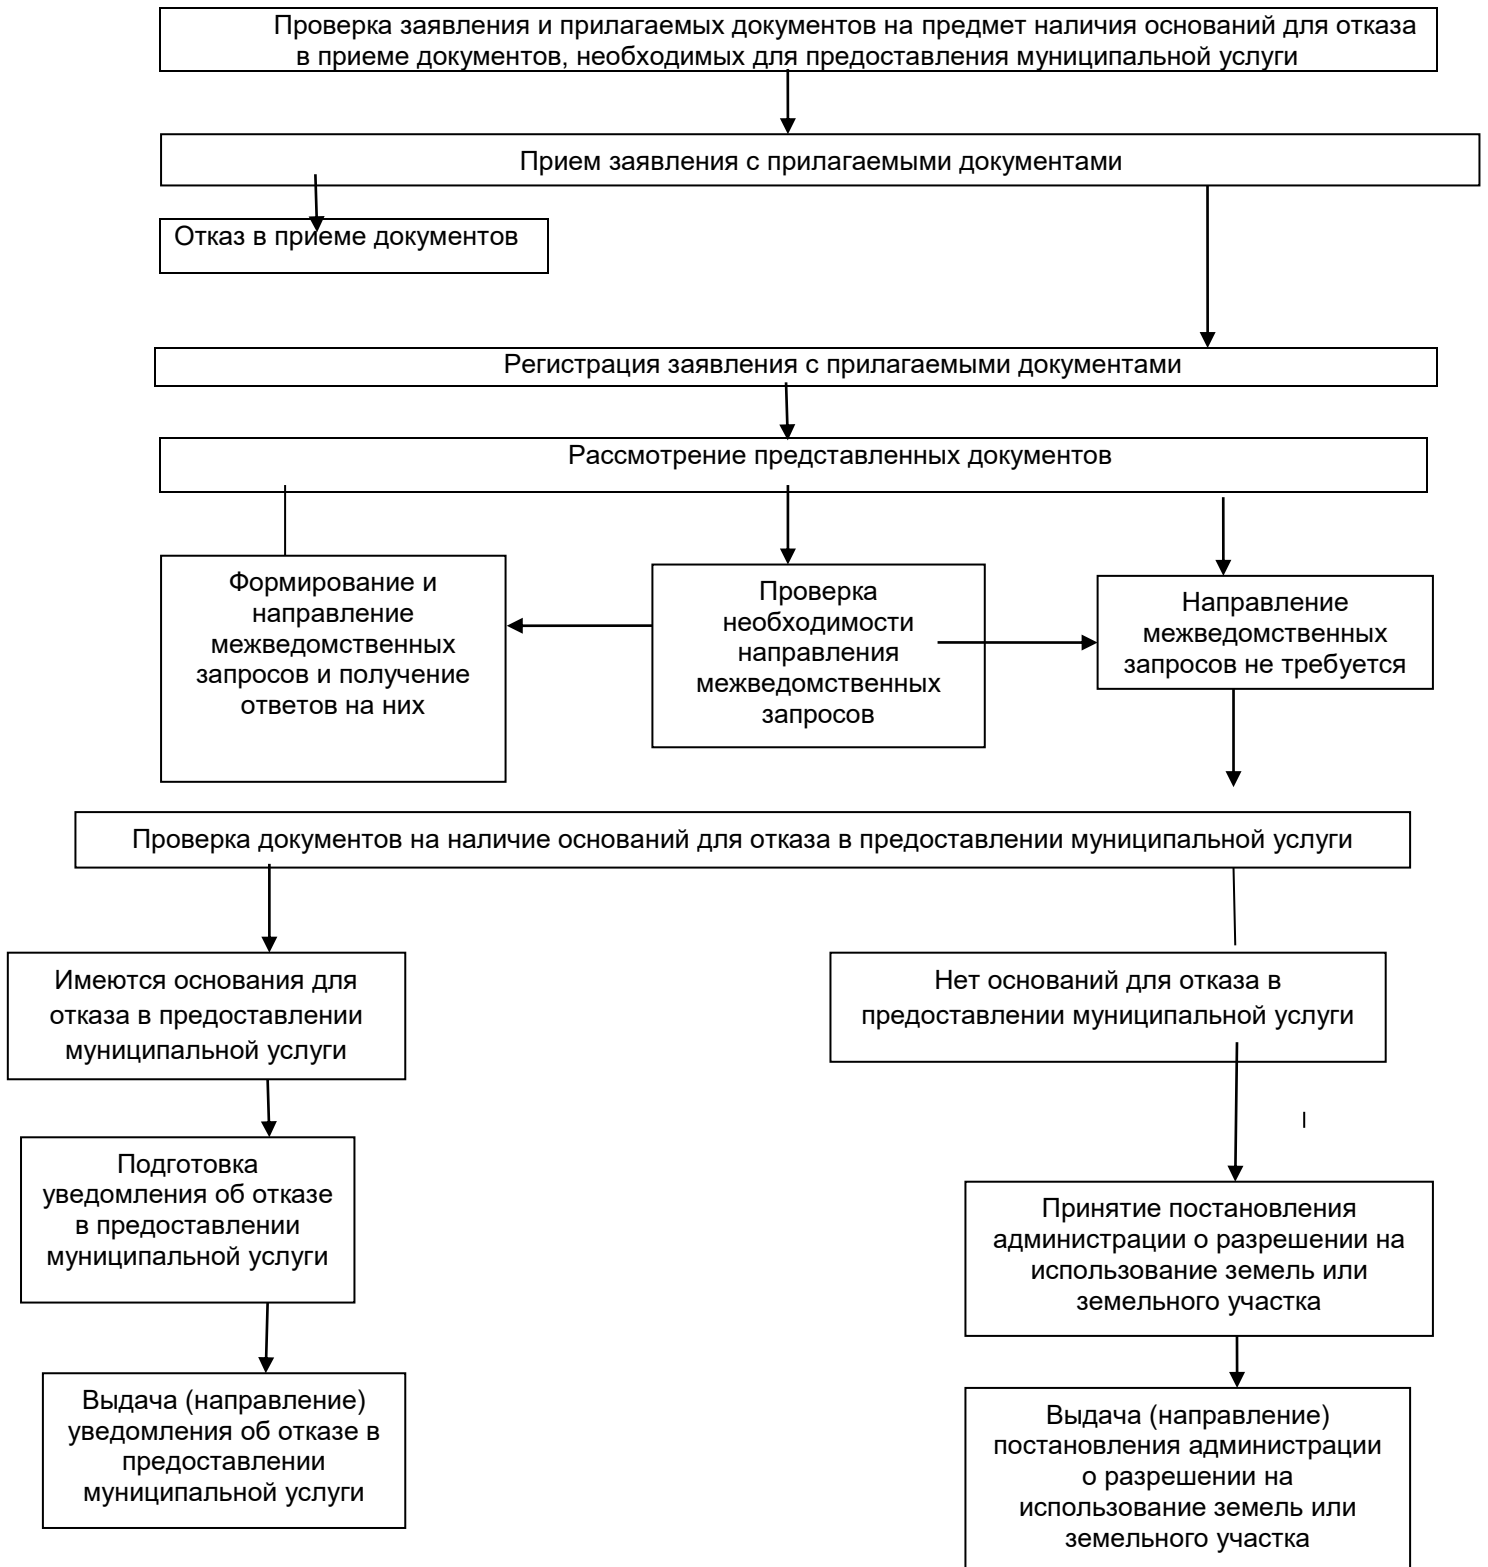 Проверка заявления и прилагаемых документов на предмет наличия оснований для отказа
в приеме документов, необходимых для предоставления муниципальной услуги
Прием заявления с прилагаемыми документами
Отказ в приеме документов
Регистрация заявления с прилагаемыми документами
Рассмотрение представленных документов
Формирование и
направление
межведомственных
запросов и получение
ответов на них
Проверка
необходимости
направления
межведомственных
запросов
Направление
межведомственных
запросов не требуется
Проверка документов на наличие оснований для отказа в предоставлении муниципальной услуги
Имеются основания для
отказа в предоставлении
муниципальной услуги
Нет оснований для отказа в
предоставлении муниципальной услуги
Подготовка
уведомления об отказе
в предоставлении
муниципальной услуги
Принятие постановления
администрации о разрешении на
использование земель или
земельного участка
Выдача (направление)
уведомления об отказе в
предоставлении
муниципальной услуги
Выдача (направление)
постановления администрации
о разрешении на
использование земель или
земельного участка